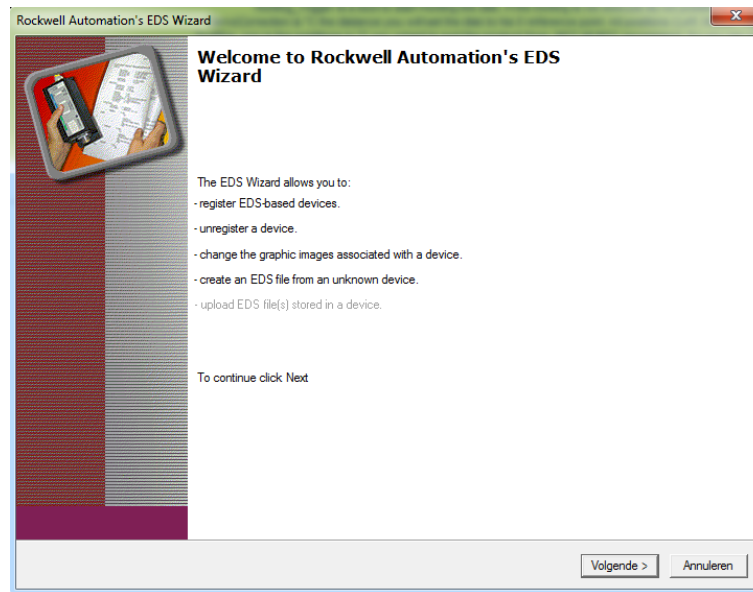 Rockwell Automation's EDS Wizard
Welcome to Rockwell Automation's EDS
Wizard
The EDS Wizard allows you to:
- register EDS-based devices.
- unregister a device.
- change the graphic images associated with a device.
- create an EDS file from an unknown device.
- upload EDS file(s) stored in a device.
To continue click Next
Volgende >
Annuleren